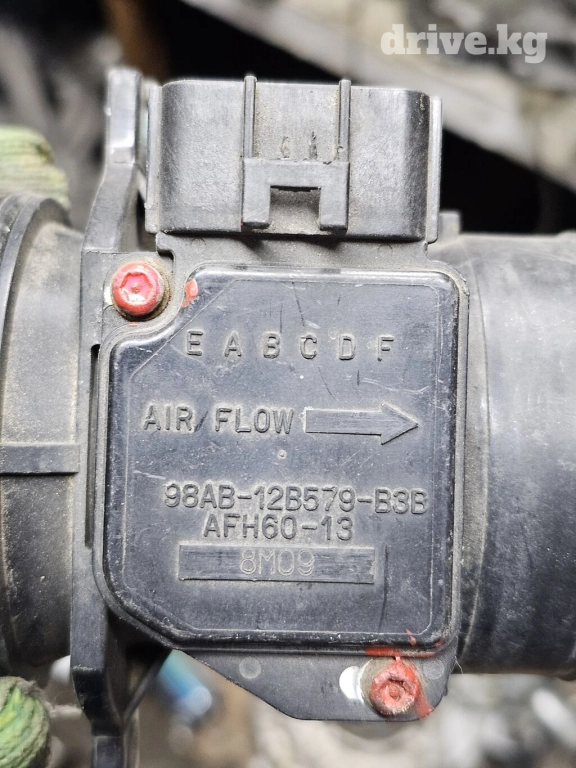 drive.kg
E A B C D F
AIR/FLOW
98AB-12B579-B3B
AFH60-13
8M09